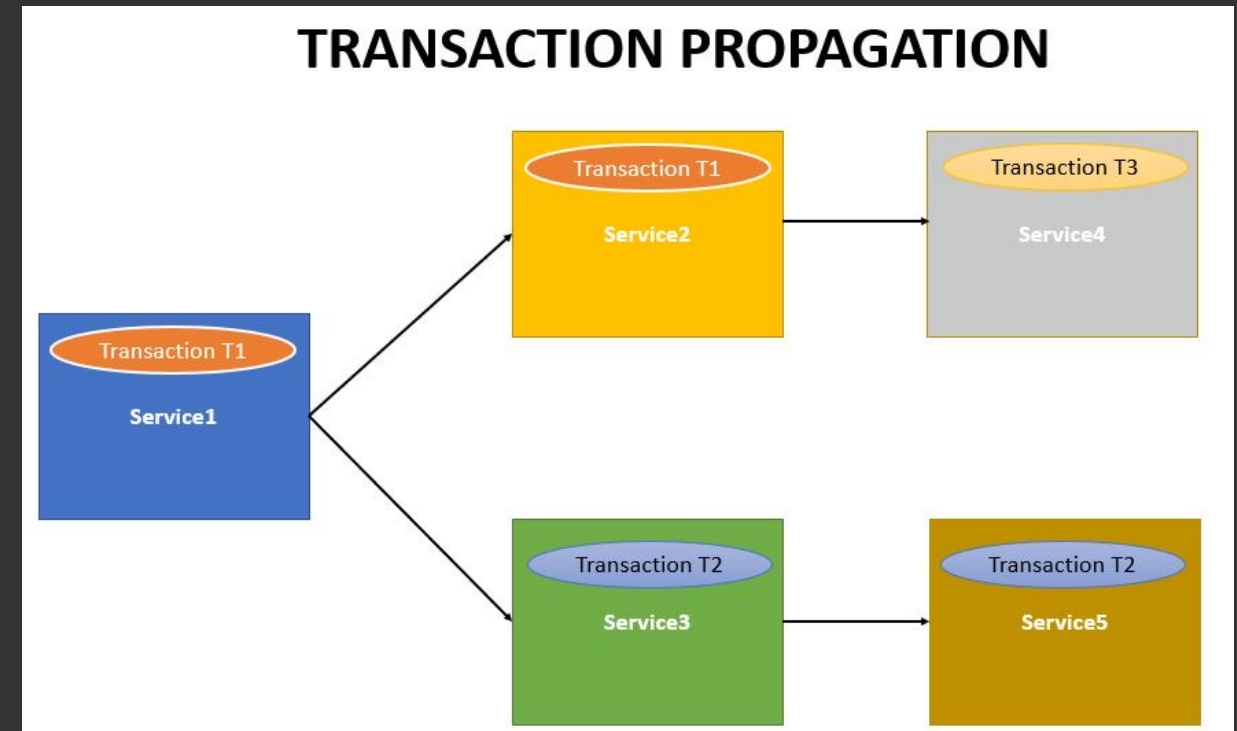 TRANSACTION PROPAGATION
Transaction T1
Service1
Transaction T1
Service2
Transaction T3
Service4
Transaction T2
Service3
Transaction T2
Service5